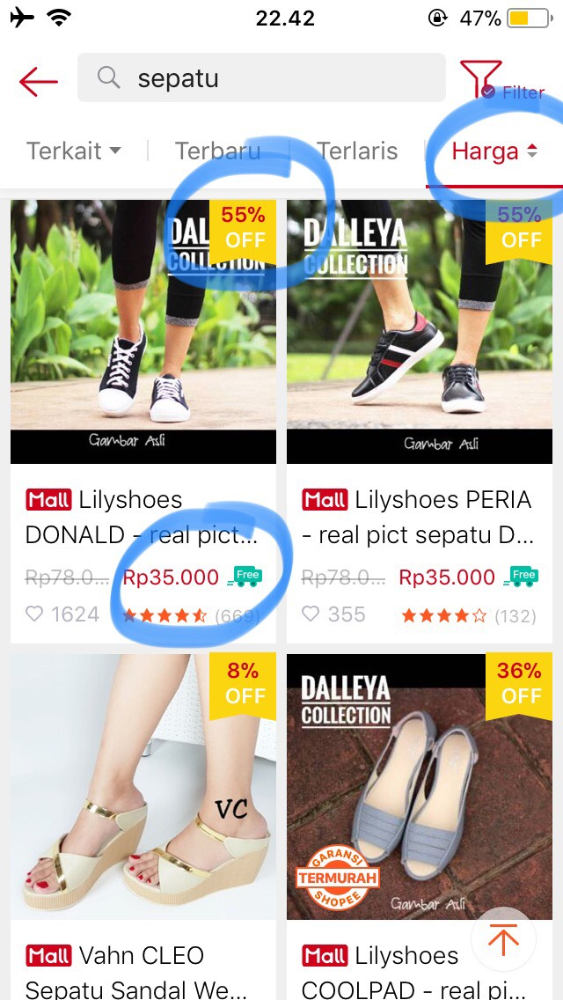 22.42
47%
sepatu
Filter
Terkait
Terbaru
Terlaris
Harga
55%
OFF
DAL
COLLECTION
Gambar Asli
55%
OFF
DALLEYA
COLLECTION
Gambar Asli
Mall Lilyshoes
DONALD - real pict...
Rp78.0... Rp35.000 Free
1624 (669)
Mall Lilyshoes PERIA
- real pict sepatu D...
Rp78.0... Rp35.000 Free
355 (132)
8%
OFF
VC
36%
OFF
DALLEYA
COLLECTION
GARANSI
TERMURAH
SHOPEE
Gambar Asli
Mall Vahn CLEO
Sepatu Sandal We...
Mall Lilyshoes
COOLPAD - real pi...